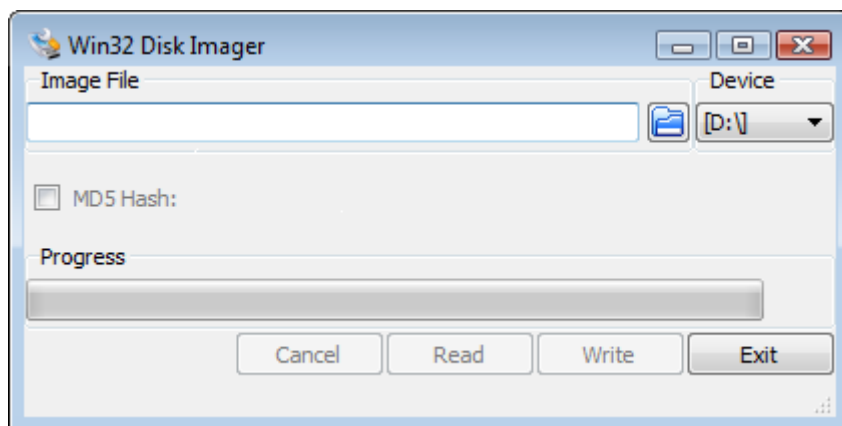 Win32 Disk Imager
Image File
Device
[D:\]
MD5 Hash:
Progress
Cancel Read Write Exit